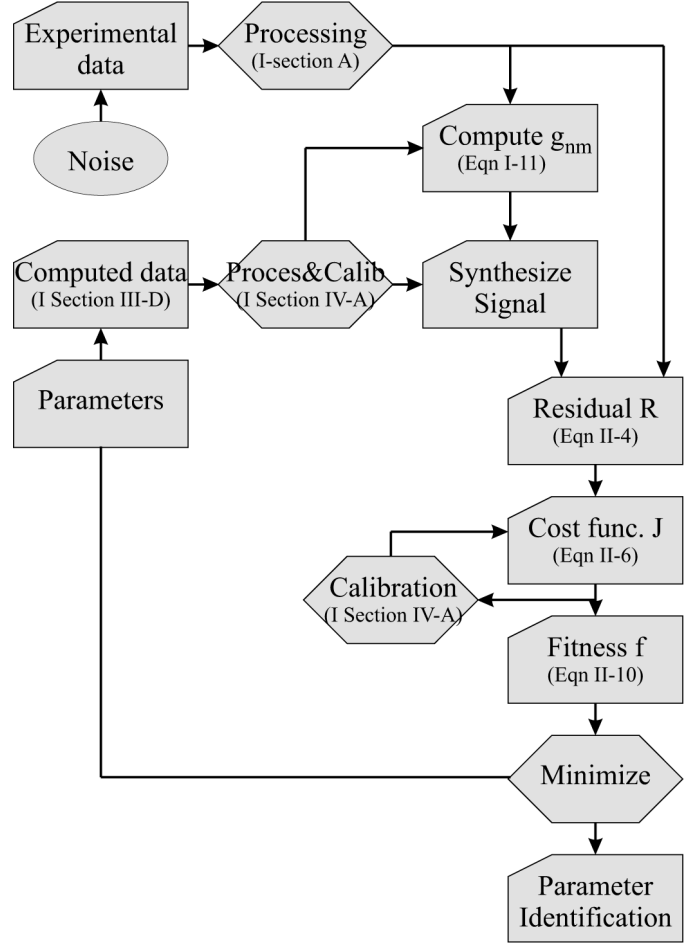 Experimental
data
Processing
(I-section A)
Noise
Compute gnm
(Eqn I-11)
Computed data
(I Section III-D)
Proces&Calib
(I Section IV-A)
Synthesize
Signal
Parameters
Residual R
(Eqn II-4)
Cost func. J
(Eqn II-6)
Calibration
(I Section IV-A)
Fitness f
(Eqn II-10)
Minimize
Parameter
Identification